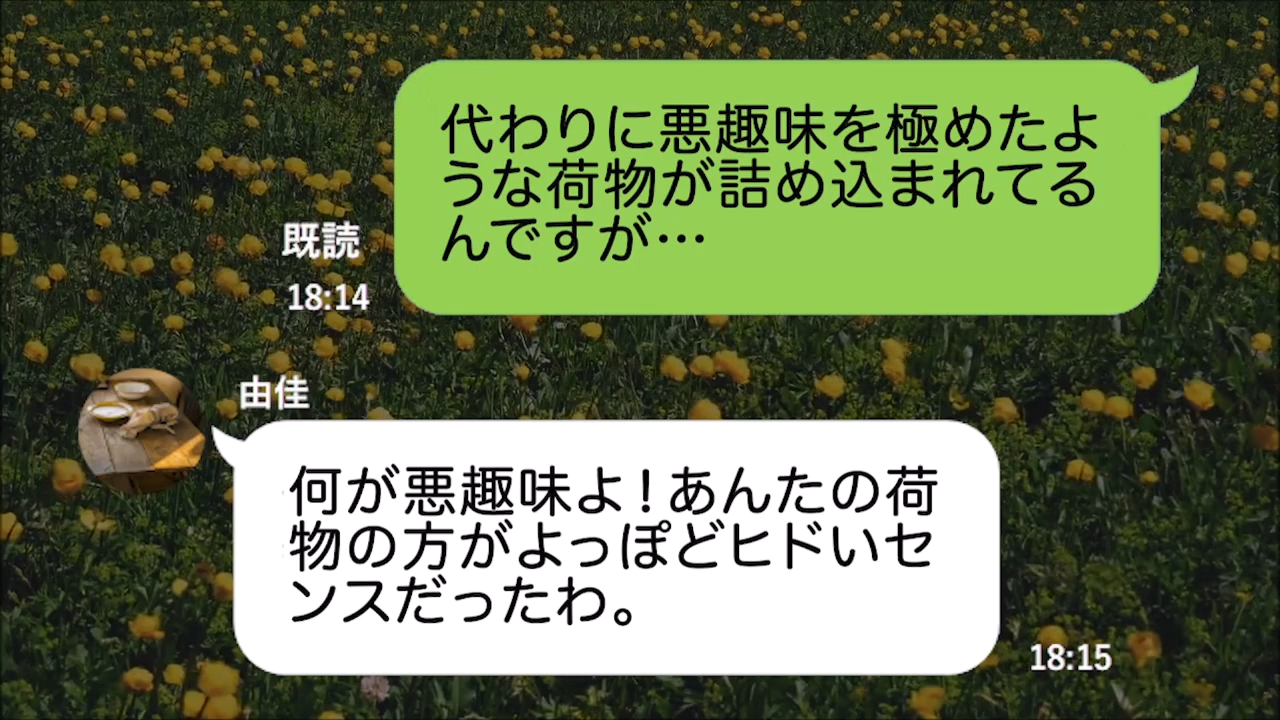 代わりに悪趣味を極めたよ
うな荷物が詰め込まれてる
んですが…
既読
18:14
由佳
何が悪趣味よ!あんたの荷
物の方がよっぽどヒドいセ
ンスだったわ。
18:15